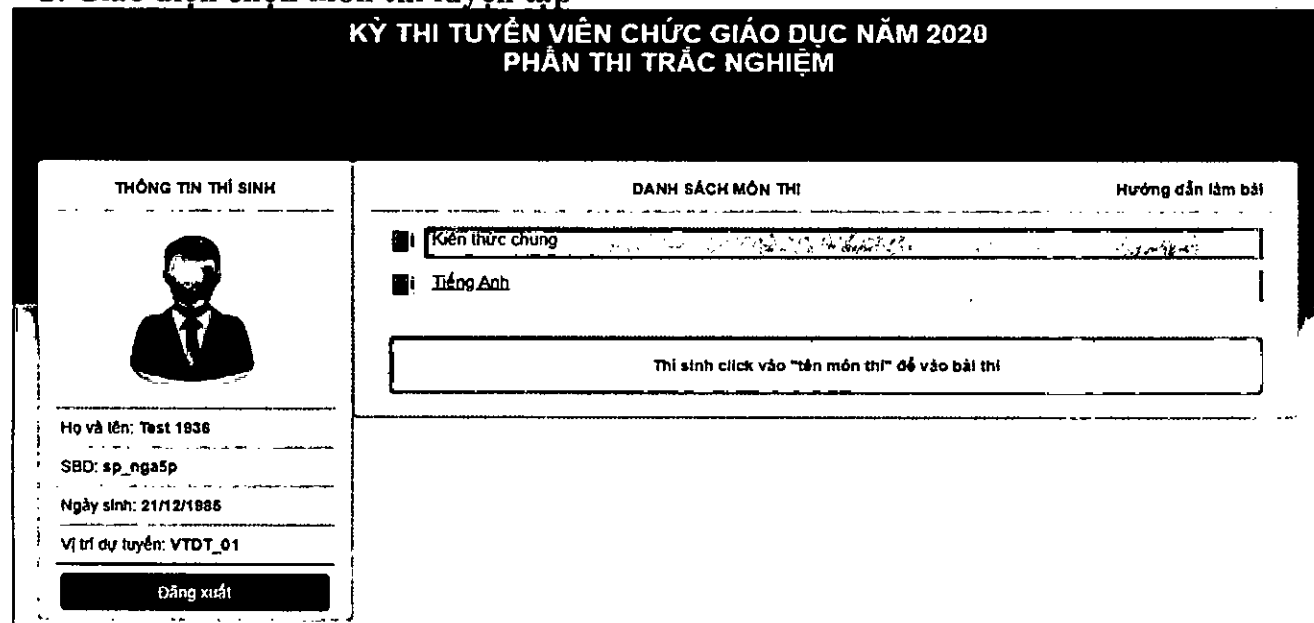 KỲ THI TUYỂN VIÊN CHỨC GIÁO DỤC NĂM 2020
PHẦN THI TRẮC NGHIỆM
THÔNG TIN THÍ SINH
Họ và tên: Test 1936
SBD: sp_nga5p
Ngày sinh: 21/12/1985
Vị trí dự tuyển: VTDT_01
Đăng xuất
DANH SÁCH MÔN THI
Hướng dẫn làm bài
Kiến thức chung
Tiếng Anh
Thí sinh click vào "tên môn thi" để vào bài thi